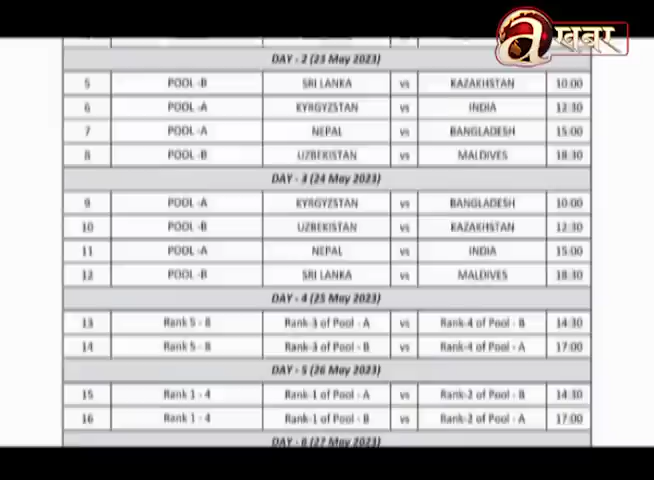 a खबर
DAY - 2 (23 May 2023)
5 POOL -B SRI LANKA vs KAZAKHSTAN 10:00
6 POOL -A KYRGYZSTAN vs INDIA 12:30
7 POOL -A NEPAL vs BANGLADESH 15:00
8 POOL -B UZBEKISTAN vs MALDIVES 18:30
DAY - 3 (24 May 2023)
9 POOL -A KYRGYZSTAN vs BANGLADESH 10:00
10 POOL -B UZBEKISTAN vs KAZAKHSTAN 12:30
11 POOL -A NEPAL vs INDIA 15:00
12 POOL -B SRI LANKA vs MALDIVES 18:30
DAY - 4 (25 May 2023)
13 Rank 5 - 8 Rank-3 of Pool - A vs Rank-4 of Pool - B 14:30
14 Rank 5 - 8 Rank-3 of Pool - B vs Rank-4 of Pool - A 17:00
DAY - 5 (26 May 2023)
15 Rank 1 - 4 Rank-1 of Pool - A vs Rank-2 of Pool - B 14:30
16 Rank 1 - 4 Rank-1 of Pool - B vs Rank-2 of Pool - A 17:00
DAY - 6 (27 May 2023)